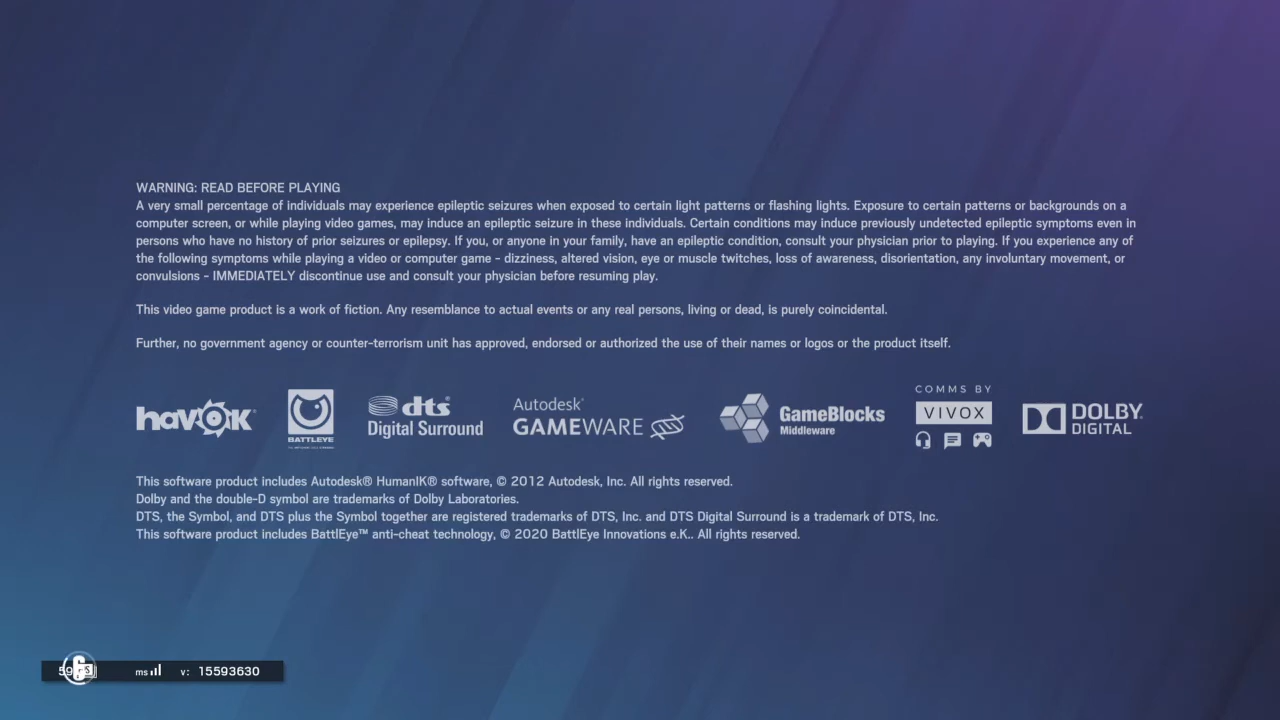 WARNING: READ BEFORE PLAYING
A very small percentage of individuals may experience epileptic seizures when exposed to certain light patterns or flashing lights. Exposure to certain patterns or backgrounds on a
computer screen, or while playing video games, may induce an epileptic seizure in these individuals. Certain conditions may induce previously undetected epileptic symptoms even in
persons who have no history of prior seizures or epilepsy. If you, or anyone in your family, have an epileptic condition, consult your physician prior to playing. If you experience any of
the following symptoms while playing a video or computer game - dizziness, altered vision, eye or muscle twitches, loss of awareness, disorientation, any involuntary movement, or
convulsions - IMMEDIATELY discontinue use and consult your physician before resuming play.
This video game product is a work of fiction. Any resemblance to actual events or any real persons, living or dead, is purely coincidental.
Further, no government agency or counter-terrorism unit has approved, endorsed or authorized the use of their names or logos or the product itself.
havok
BATTLEYE
dts
Digital Surround
Autodesk®
GAMEWARE
GameBlocks
Middleware
COMMS BY
VIVOX
DOLBY
DIGITAL
This software product includes Autodesk® HumanIK® software, © 2012 Autodesk, Inc. All rights reserved.
Dolby and the double-D symbol are trademarks of Dolby Laboratories.
DTS, the Symbol, and DTS plus the Symbol together are registered trademarks of DTS, Inc. and DTS Digital Surround is a trademark of DTS, Inc.
This software product includes BattlEye™ anti-cheat technology, © 2020 BattlEye Innovations e.K.. All rights reserved.
6 ms v: 15593630